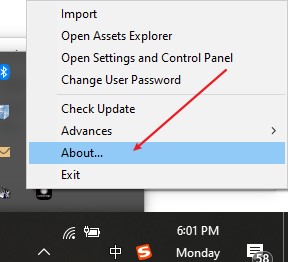 Import
Open Assets Explorer
Open Settings and Control Panel
Change User Password
Check Update
Advances
About...
Exit
6:01 PM
中
Monday
58